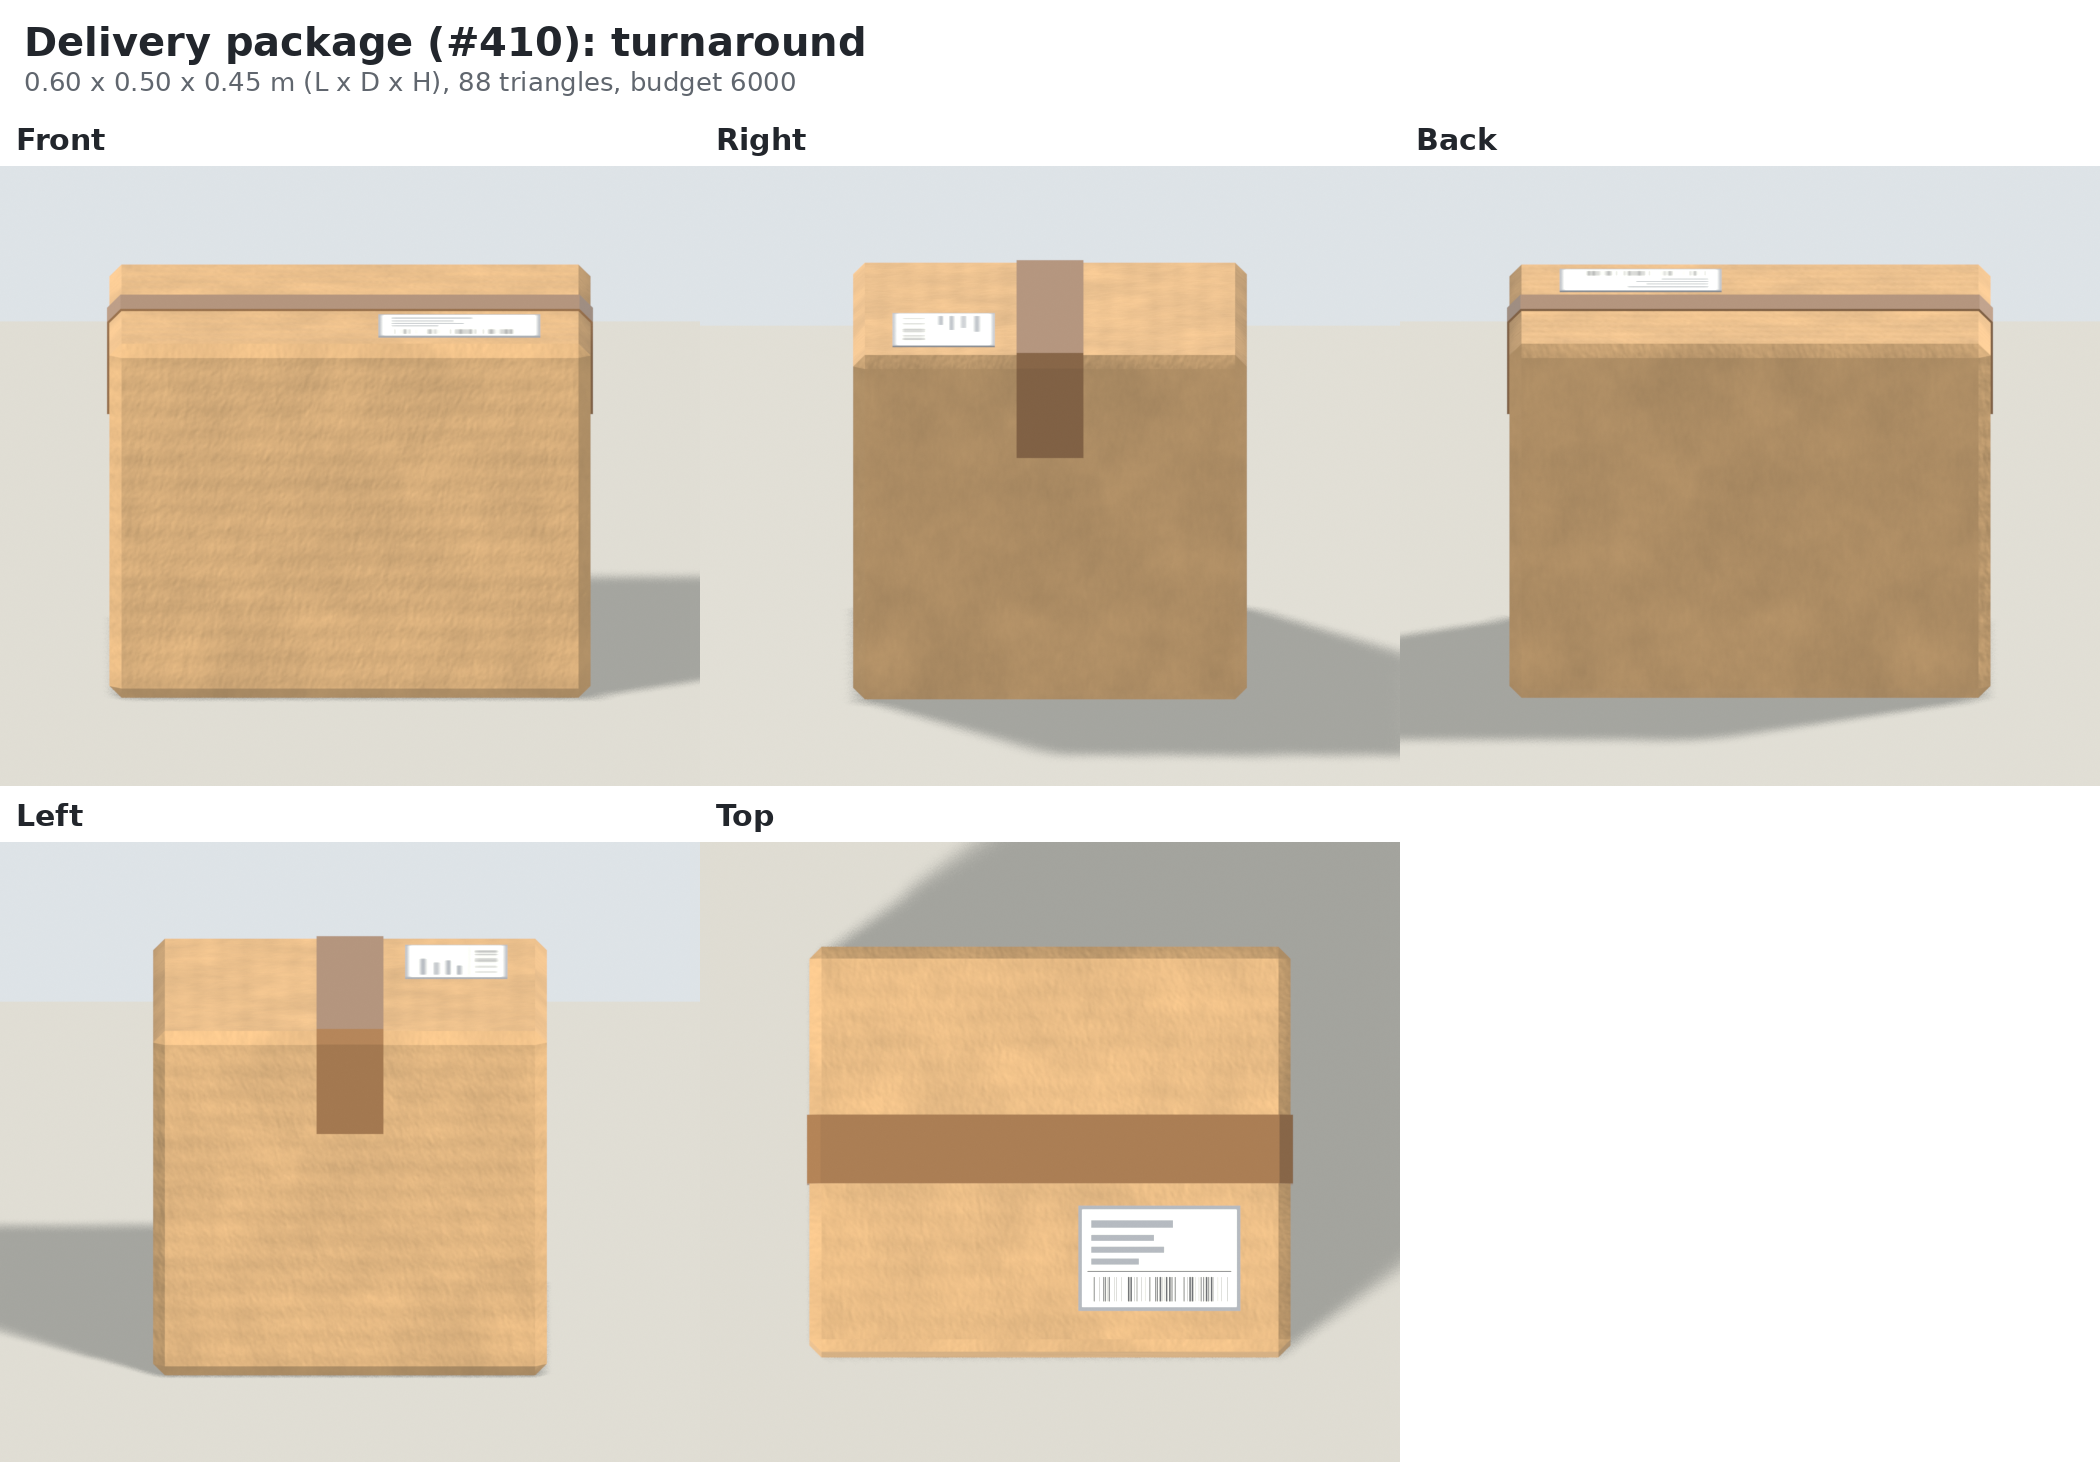 Delivery package (#410): turnaround
0.60 x 0.50 x 0.45 m (L x D x H), 88 triangles, budget 6000
Front
Right
Back
Left
Top